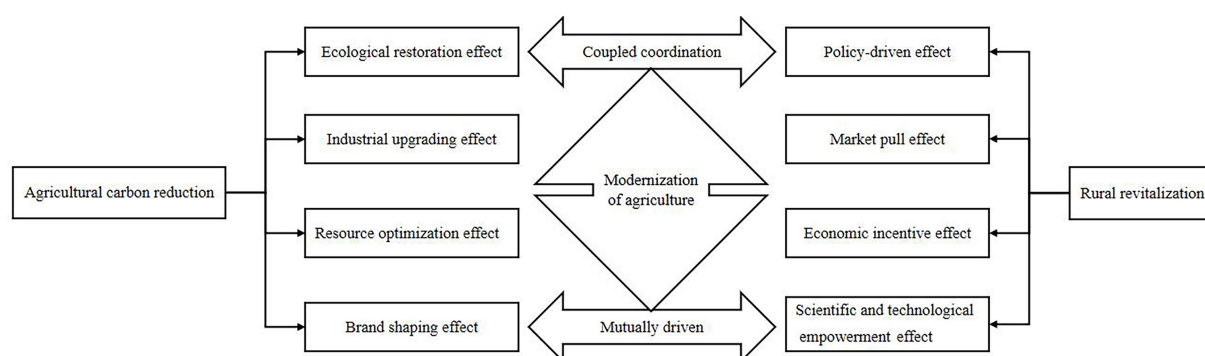 Ecological restoration effect
Coupled coordination
Policy-driven effect
Industrial upgrading effect
Market pull effect
Agricultural carbon reduction
Modernization
of agriculture
Rural revitalization
Resource optimization effect
Economic incentive effect
Brand shaping effect
Mutually driven
Scientific and technological
empowerment effect